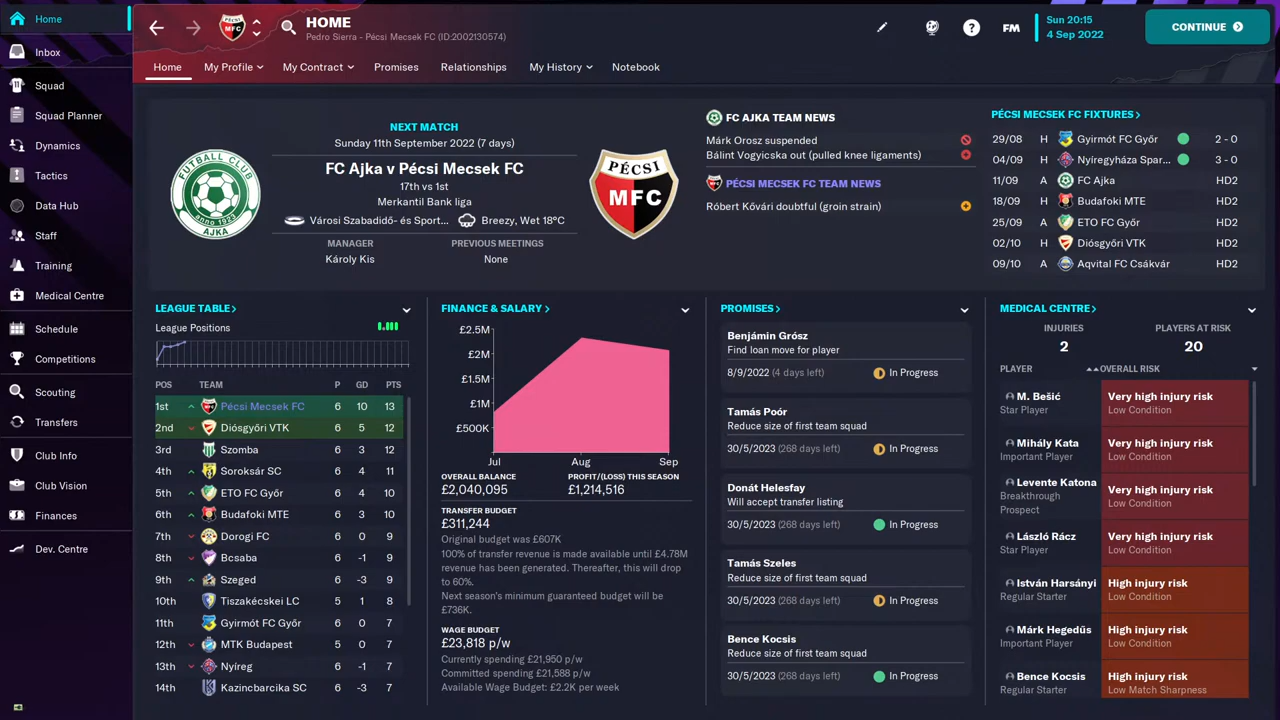 Home
Inbox
Squad
Squad Planner
Dynamics
Tactics
Data Hub
Staff
Training
Medical Centre
Schedule
Competitions
Scouting
Transfers
Club Info
Club Vision
Finances
Dev. Centre
HOME
Pedro Sierra - Pécsi Mecsek FC (ID:2002130574)
FM
Sun 20:15
4 Sep 2022
CONTINUE
Home
My Profile
My Contract
Promises
Relationships
My History
Notebook
NEXT MATCH
Sunday 11th September 2022 (7 days)
FC Ajka v Pécsi Mecsek FC
17th vs 1st
Merkantil Bank liga
Városi Szabadidő- és Sport... Breezy, Wet 18°C
MANAGER PREVIOUS MEETINGS
Károly Kis None
FUTBALL CLUB
anno 1923
AJKA
PÉCSI
MFC
FC AJKA TEAM NEWS
Márk Orosz suspended
Bálint Vogyicska out (pulled knee ligaments)
PÉCSI MECSEK FC TEAM NEWS
Róbert Kővári doubtful (groin strain)
PÉCSI MECSEK FC FIXTURES
29/08 H Gyirmót FC Győr 2 - 0
04/09 H Nyíregyháza Spar... 3 - 0
11/09 A FC Ajka HD2
18/09 H Budafoki MTE HD2
25/09 A ETO FC Győr HD2
02/10 H Diósgyőri VTK HD2
09/10 A Aqvital FC Csákvár HD2
LEAGUE TABLE
League Positions
POS TEAM P GD PTS
1st Pécsi Mecsek FC 6 10 13
2nd Diósgyőri VTK 6 5 12
3rd Szomba 6 3 12
4th Soroksár SC 6 4 11
5th ETO FC Győr 6 4 10
6th Budafoki MTE 6 3 10
7th Dorogi FC 6 0 9
8th Bcsaba 6 -1 9
9th Szeged 6 -3 9
10th Tiszakécskei LC 5 1 8
11th Gyirmót FC Győr 6 0 7
12th MTK Budapest 5 0 7
13th Nyíreg 6 -1 7
14th Kazincbarcika SC 6 -3 7
FINANCE & SALARY
£2.5M
£2M
£1.5M
£1M
£500K
Jul Aug Sep
OVERALL BALANCE PROFIT/(LOSS) THIS SEASON
£2,040,095 £1,214,516
TRANSFER BUDGET
£311,244
Original budget was £607K
100% of transfer revenue is made available until £4.78M
revenue has been generated. Thereafter, this will drop
to 60%.
Next season's minimum guaranteed budget will be
£736K.
WAGE BUDGET
£23,818 p/w
Currently spending £21,950 p/w
Committed spending £21,588 p/w
Available Wage Budget: £2.2K per week
PROMISES
Benjámin Grósz
Find loan move for player
8/9/2022 (4 days left) In Progress
Tamás Poór
Reduce size of first team squad
30/5/2023 (268 days left) In Progress
Donát Helesfay
Will accept transfer listing
30/5/2023 (268 days left) In Progress
Tamás Szeles
Reduce size of first team squad
30/5/2023 (268 days left) In Progress
Bence Kocsis
Reduce size of first team squad
30/5/2023 (268 days left) In Progress
MEDICAL CENTRE
INJURIES PLAYERS AT RISK
2 20
PLAYER OVERALL RISK
M. Bešić Very high injury risk
Star Player Low Condition
Mihály Kata Very high injury risk
Important Player Low Condition
Levente Katona Very high injury risk
Breakthrough Low Condition
Prospect
László Rácz Very high injury risk
Star Player Low Condition
István Harsányi High injury risk
Regular Starter Low Condition
Márk Hegedűs High injury risk
Important Player Low Condition
Bence Kocsis High injury risk
Regular Starter Low Match Sharpness